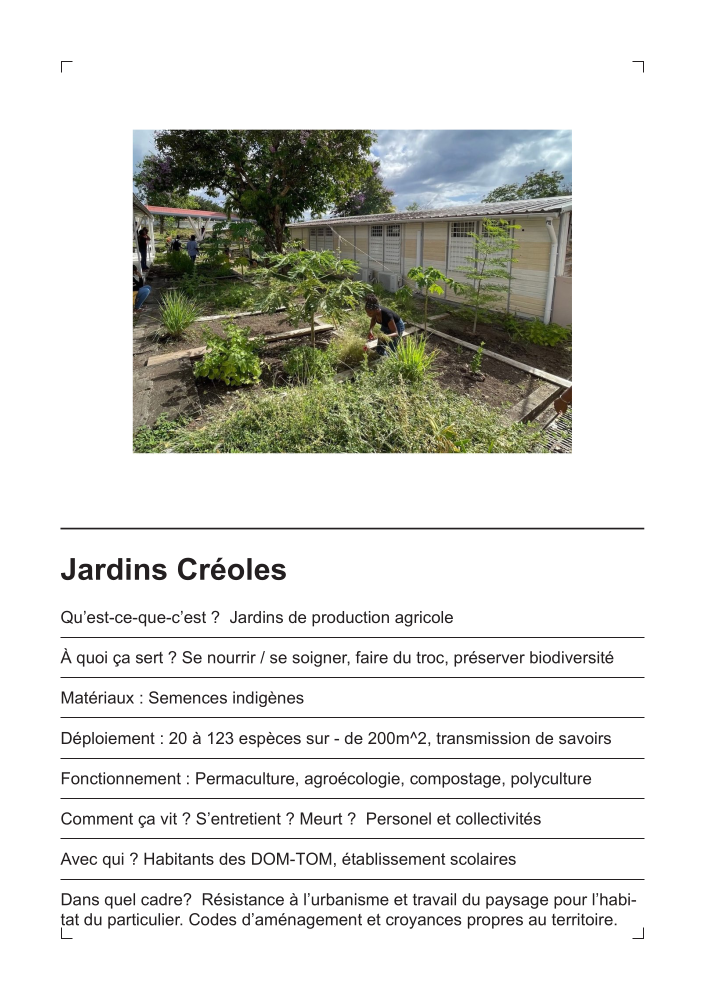 Jardins Créoles
Qu’est-ce-que-c’est ?  Jardins de production agricole
À quoi ça sert ? Se nourrir / se soigner, faire du troc, préserver biodiversité
Matériaux : Semences indigènes
Déploiement : 20 à 123 espèces sur - de 200m^2, transmission de savoirs
Fonctionnement : Permaculture, agroécologie, compostage, polyculture
Comment ça vit ? S’entretient ? Meurt ?  Personel et collectivités
Avec qui ? Habitants des DOM-TOM, établissement scolaires
Dans quel cadre?  Résistance à l’urbanisme et travail du paysage pour l’habi-
tat du particulier. Codes d’aménagement et croyances propres au territoire.